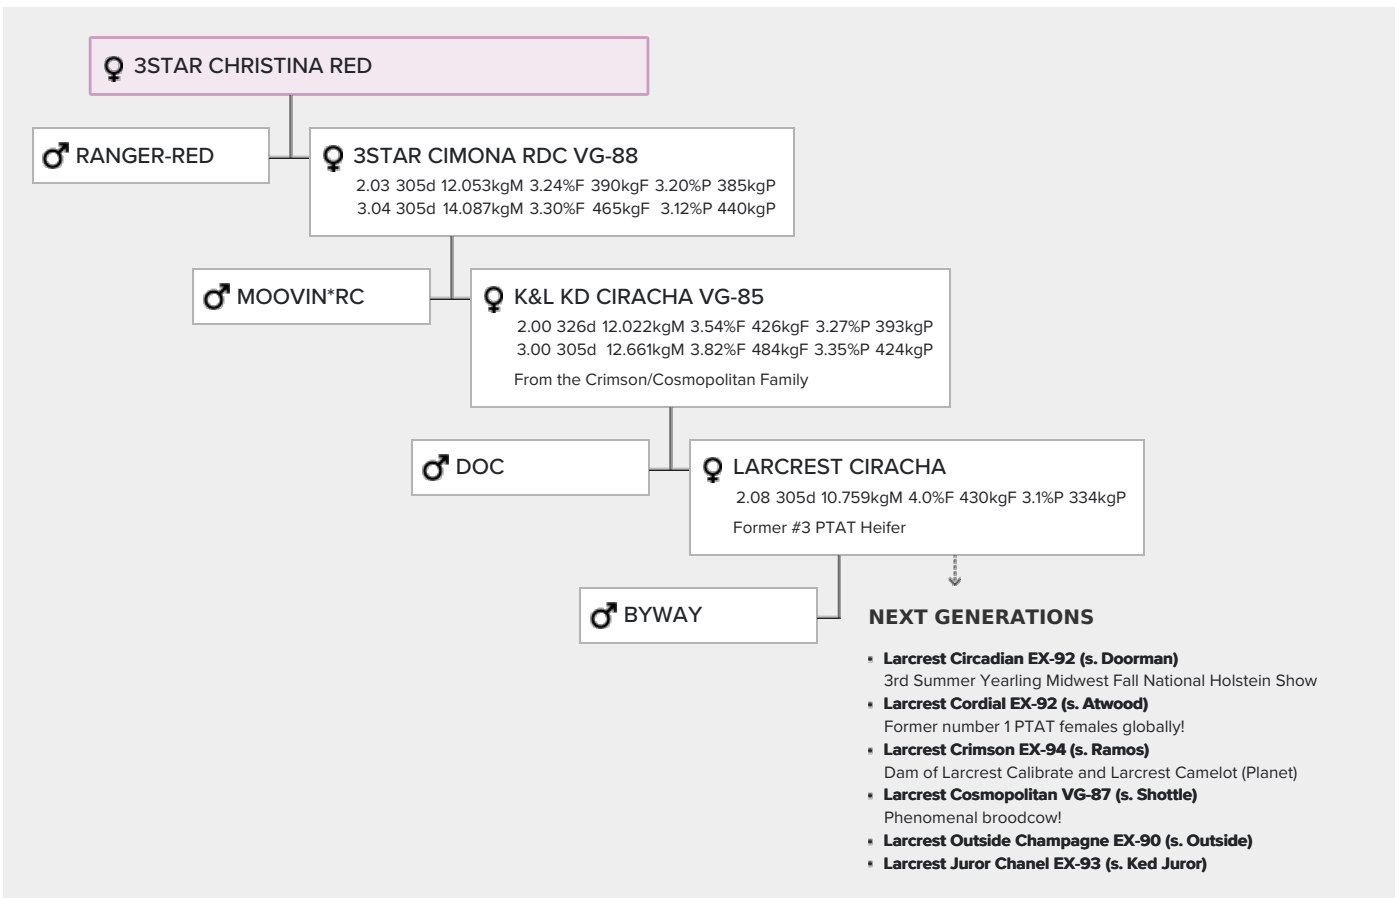 3STAR CHRISTINA RED
RANGER-RED
3STAR CIMONA RDC VG-88
2.03 305d 12.053kgM 3.24%F 390kgF 3.20%P 385kgP
3.04 305d 14.087kgM 3.30%F 465kgF 3.12%P 440kgP
MOOVIN*RC
K&L KD CIRACHA VG-85
2.00 326d 12.022kgM 3.54%F 426kgF 3.27%P 393kgP
3.00 305d 12.661kgM 3.82%F 484kgF 3.35%P 424kgP
From the Crimson/Cosmopolitan Family
DOC
LARCREST CIRACHA
2.08 305d 10.759kgM 4.0%F 430kgF 3.1%P 334kgP
Former #3 PTAT Heifer
BYWAY
NEXT GENERATIONS
Larcrest Circadian EX-92 (s. Doorman)
3rd Summer Yearling Midwest Fall National Holstein Show
Larcrest Cordial EX-92 (s. Atwood)
Former number 1 PTAT females globally!
Larcrest Crimson EX-94 (s. Ramos)
Dam of Larcrest Calibrate and Larcrest Camelot (Planet)
Larcrest Cosmopolitan VG-87 (s. Shottle)
Phenomenal broodcow!
Larcrest Outside Champagne EX-90 (s. Outside)
Larcrest Juror Chanel EX-93 (s. Ked Juror)